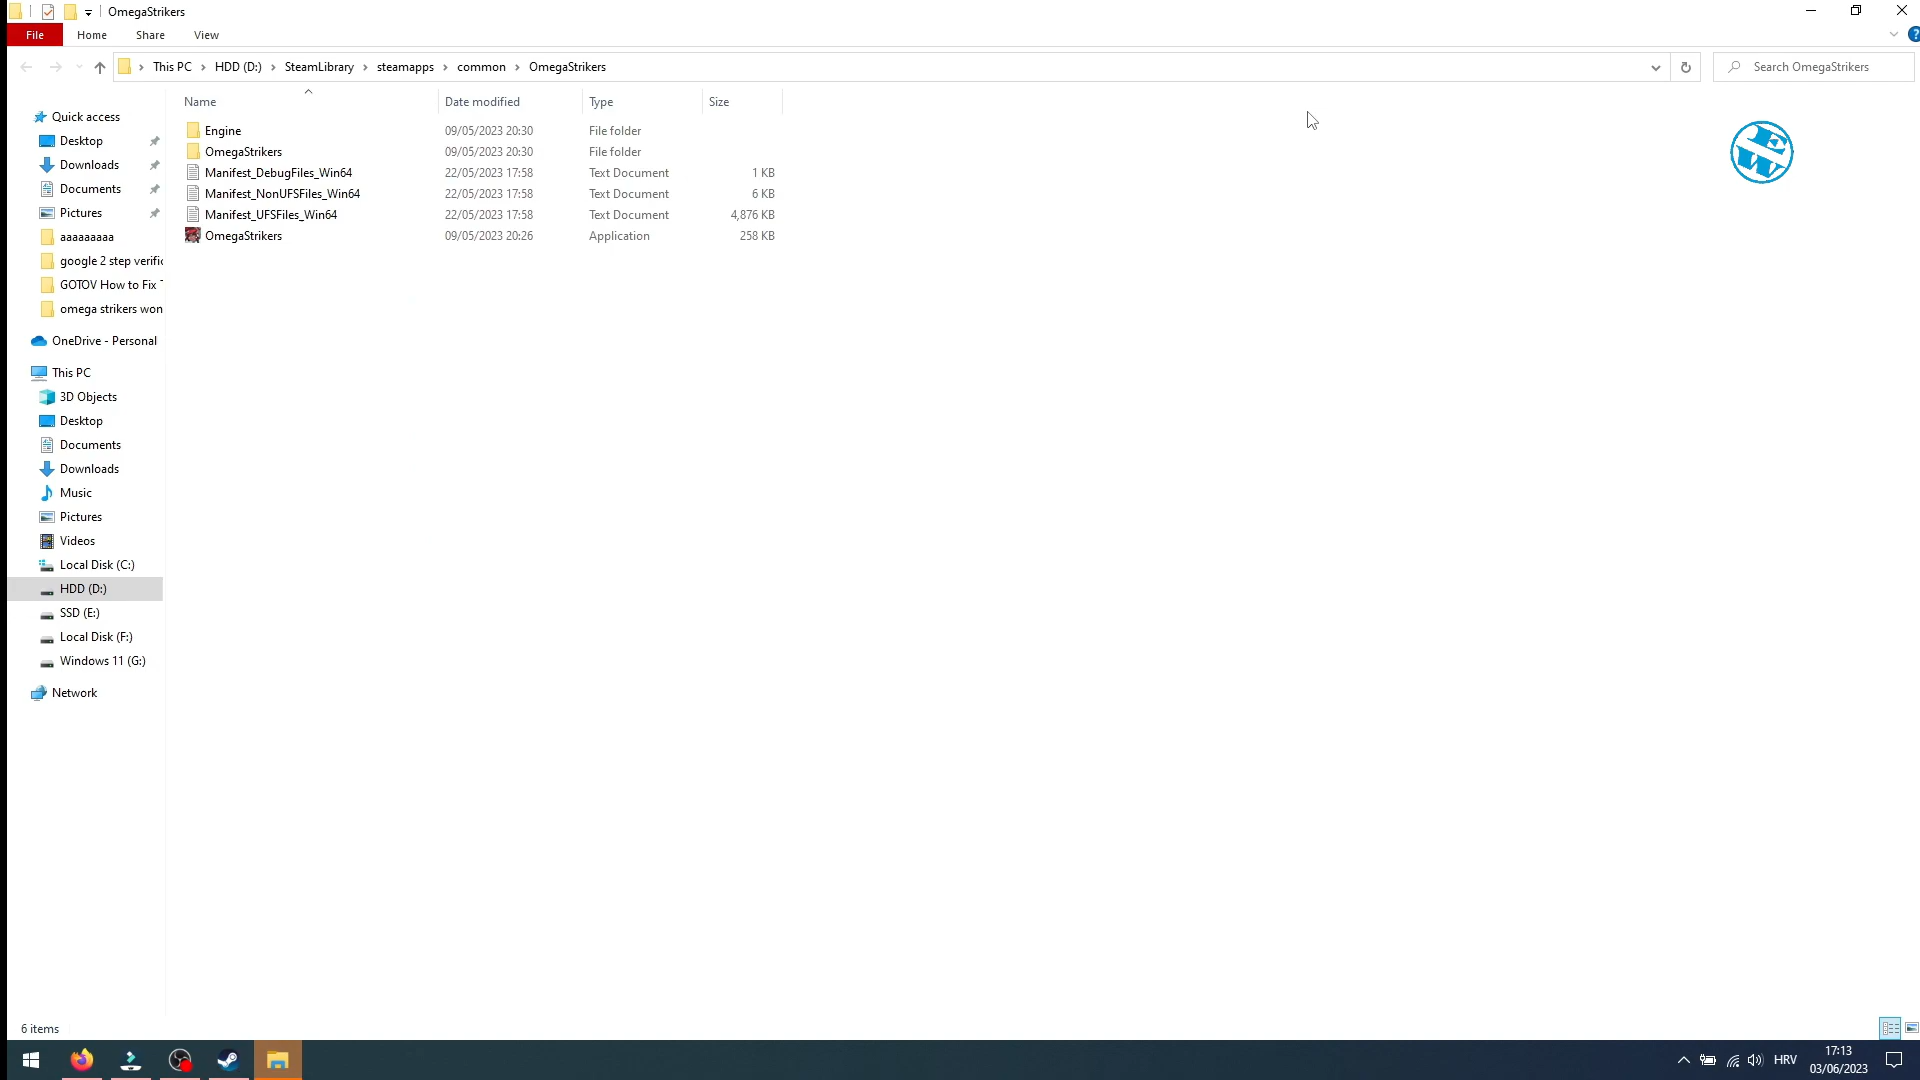 OmegaStrikers
File Home Share View
This PC HDD (D:) SteamLibrary steamapps common OmegaStrikers
Search OmegaStrikers
Name Date modified Type Size
Engine 09/05/2023 20:30 File folder
OmegaStrikers 09/05/2023 20:30 File folder
Manifest_DebugFiles_Win64 22/05/2023 17:58 Text Document 1 KB
Manifest_NonUFSFiles_Win64 22/05/2023 17:58 Text Document 6 KB
Manifest_UFSFiles_Win64 22/05/2023 17:58 Text Document 4,876 KB
OmegaStrikers 09/05/2023 20:26 Application 258 KB
Quick access
Desktop
Downloads
Documents
Pictures
aaaaaaaaa
google 2 step verific
GOTOV How to Fix
omega strikers won
OneDrive - Personal
This PC
3D Objects
Desktop
Documents
Downloads
Music
Pictures
Videos
Local Disk (C:)
HDD (D:)
SSD (E:)
Local Disk (F:)
Windows 11 (G:)
Network
6 items
HRV
17:13
03/06/2023